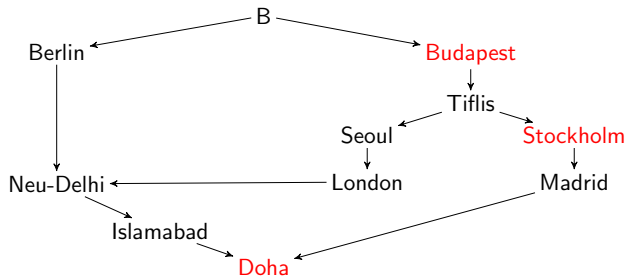 B
Berlin Budapest
Tiflis
Seoul Stockholm
Neu-Delhi London Madrid
Islamabad
Doha